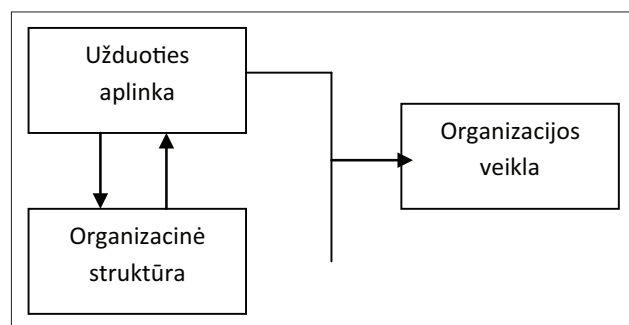 Užduoties
aplinka
Organizacijos
veikla
Organizacinė
struktūra